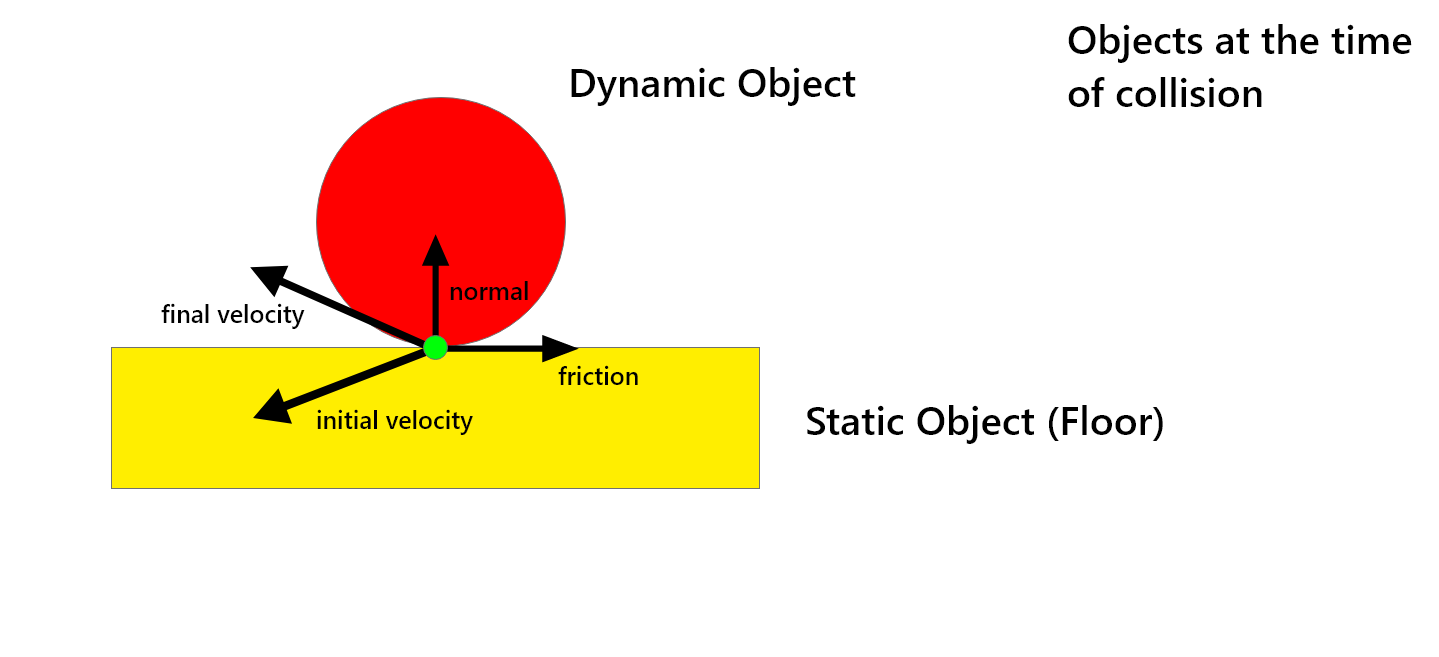 Objects at the time
of collision
Dynamic Object
normal
final velocity
friction
initial velocity
Static Object (Floor)